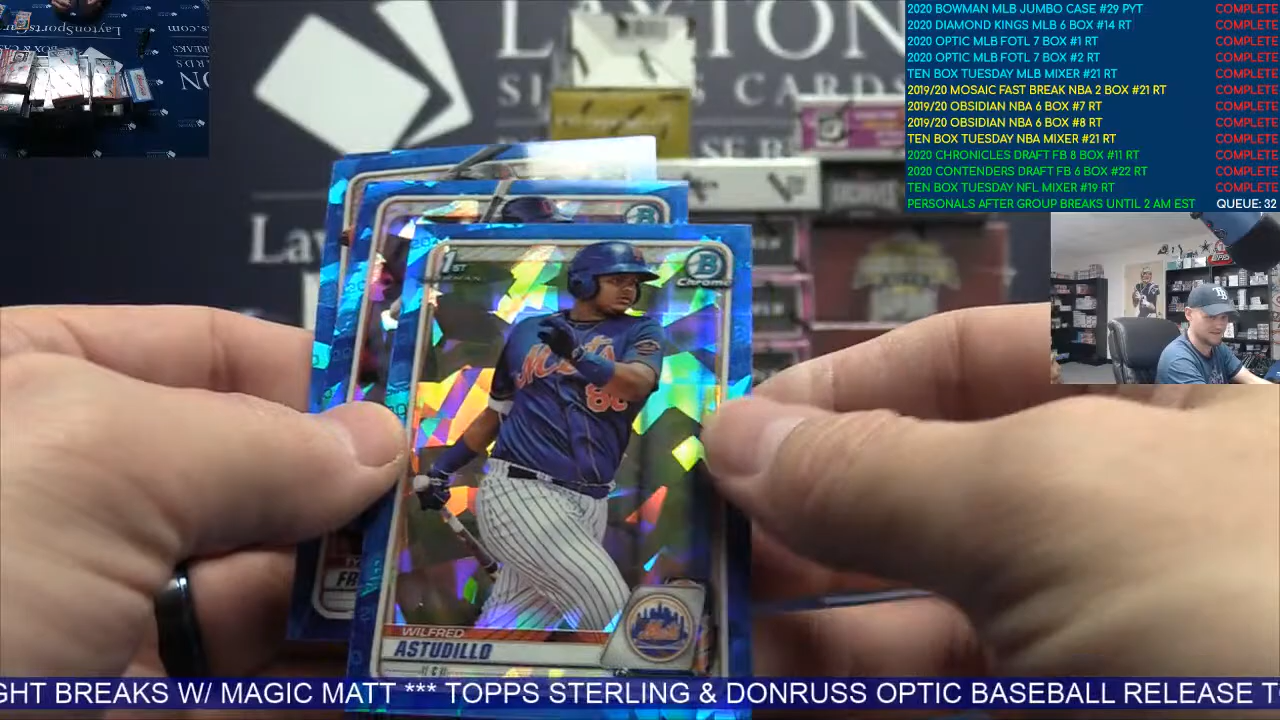 2020 BOWMAN MLB JUMBO CASE #29 PYT COMPLETE
2020 DIAMOND KINGS MLB 6 BOX #14 RT COMPLETE
2020 OPTIC MLB FOTL 7 BOX #1 RT COMPLETE
2020 OPTIC MLB FOTL 7 BOX #2 RT COMPLETE
TEN BOX TUESDAY MLB MIXER #21 RT COMPLETE
2019/20 MOSAIC FAST BREAK NBA 2 BOX #21 RT COMPLETE
2019/20 OBSIDIAN NBA 6 BOX #7 RT COMPLETE
2019/20 OBSIDIAN NBA 6 BOX #8 RT COMPLETE
TEN BOX TUESDAY NBA MIXER #21 RT COMPLETE
2020 CHRONICLES DRAFT FB 8 BOX #11 RT COMPLETE
2020 CONTENDERS DRAFT FB 6 BOX #22 RT COMPLETE
TEN BOX TUESDAY NFL MIXER #19 RT COMPLETE
PERSONALS AFTER GROUP BREAKS UNTIL 2 AM EST QUEUE: 32
LAYTON
1ST
B
Chrome
Mets
WILFRED
ASTUDILLO
C
FR
GHT BREAKS W/ MAGIC MATT *** TOPPS STERLING & DONRUSS OPTIC BASEBALL RELEASE T